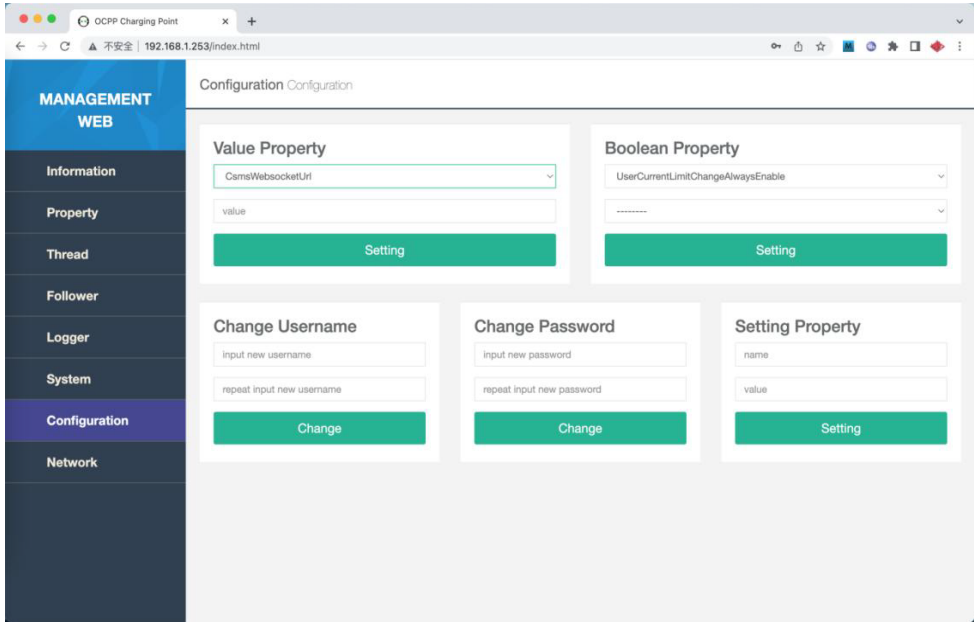 OCPP Charging Point
不安全 192.168.1.253/index.html
MANAGEMENT
WEB
Information
Property
Thread
Follower
Logger
System
Configuration
Network
Configuration Configuration
Value Property
CsmsWebsocketUrl
value
Setting
Boolean Property
UserCurrentLimitChangeAlwaysEnable
--------
Setting
Change Username
input new username
repeat input new username
Change
Change Password
input new password
repeat input new password
Change
Setting Property
name
value
Setting